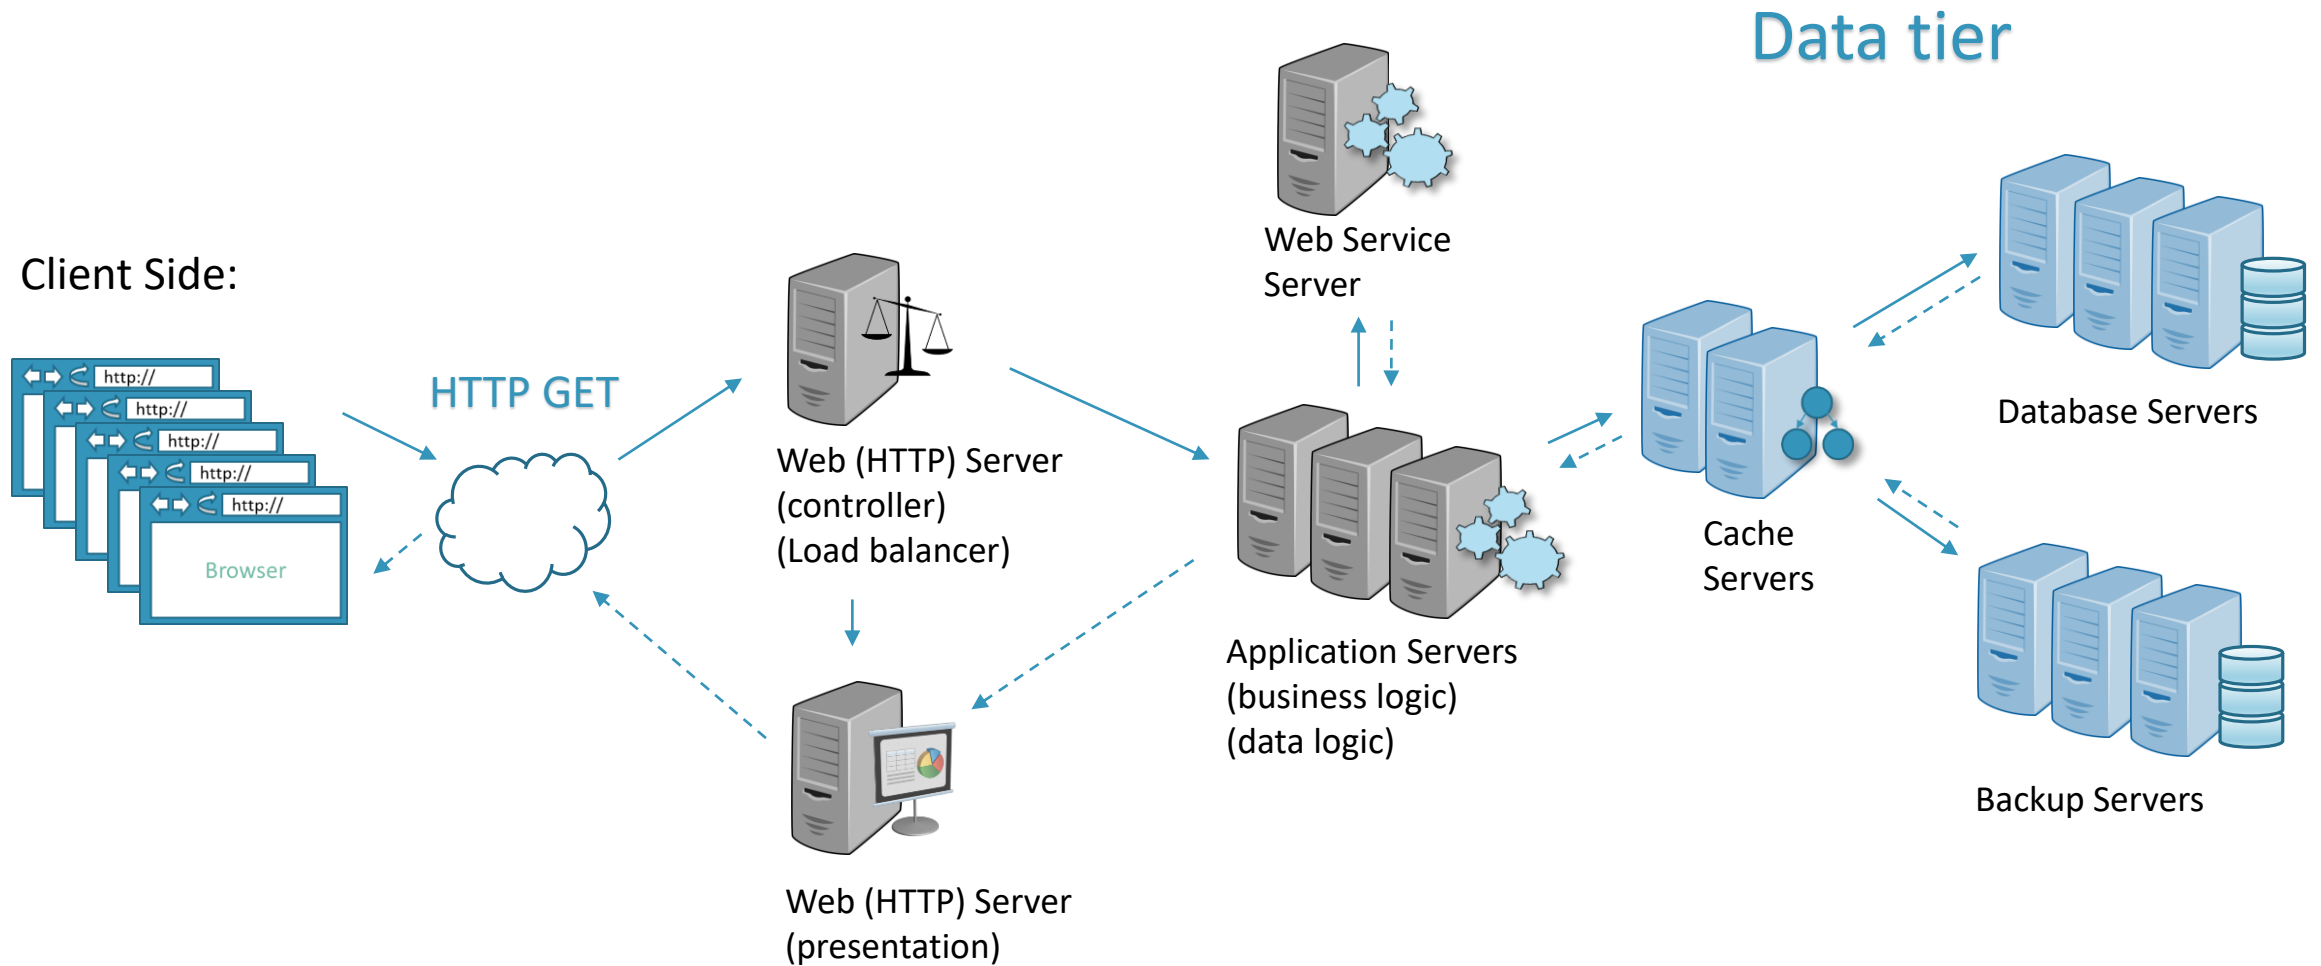 Data tier
Client Side:
http://
http://
http://
http://
http://
Browser
HTTP GET
Web (HTTP) Server
(controller)
(Load balancer)
Web (HTTP) Server
(presentation)
Web Service
Server
Application Servers
(business logic)
(data logic)
Cache
Servers
Database Servers
Backup Servers